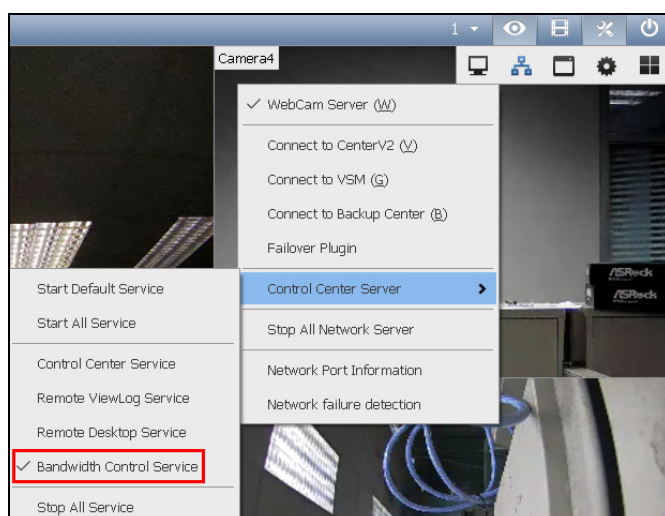 1
Camera4
WebCam Server (W)
Connect to CenterV2 (V)
Connect to VSM (G)
Connect to Backup Center (B)
Failover Plugin
Control Center Server
Stop All Network Server
Network Port Information
Network failure detection
Start Default Service
Start All Service
Control Center Service
Remote ViewLog Service
Remote Desktop Service
Bandwidth Control Service
Stop All Service
ASRock
ASRock